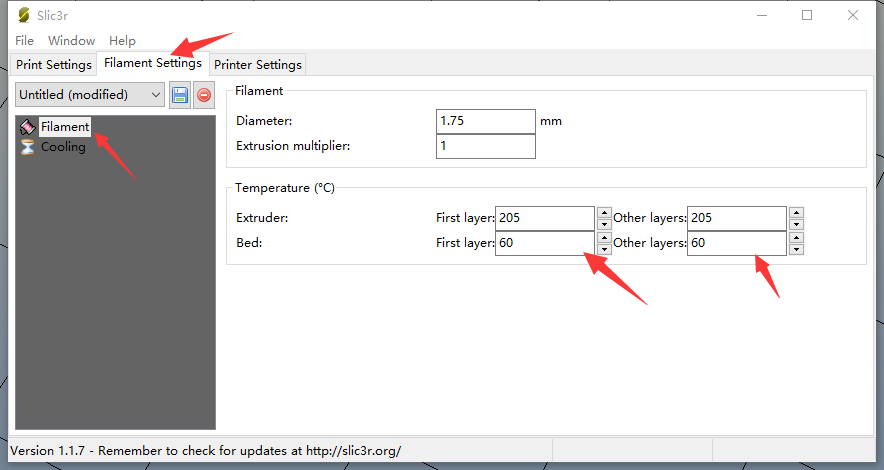 Slic3r
File Window Help
Print Settings Filament Settings Printer Settings
Untitled (modified)
Filament
Cooling
Filament
Diameter: 1.75 mm
Extrusion multiplier: 1
Temperature (°C)
Extruder: First layer: 205 Other layers: 205
Bed: First layer: 60 Other layers: 60
Version 1.1.7 - Remember to check for updates at http://slic3r.org/